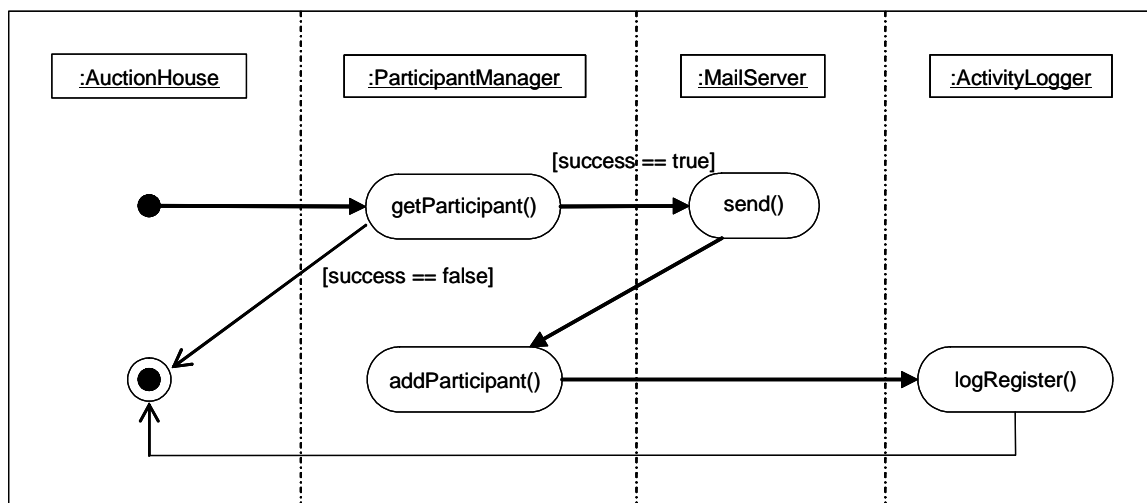 :AuctionHouse
:ParticipantManager
:MailServer
:ActivityLogger
[success == true]
getParticipant()
send()
[success == false]
addParticipant()
logRegister()